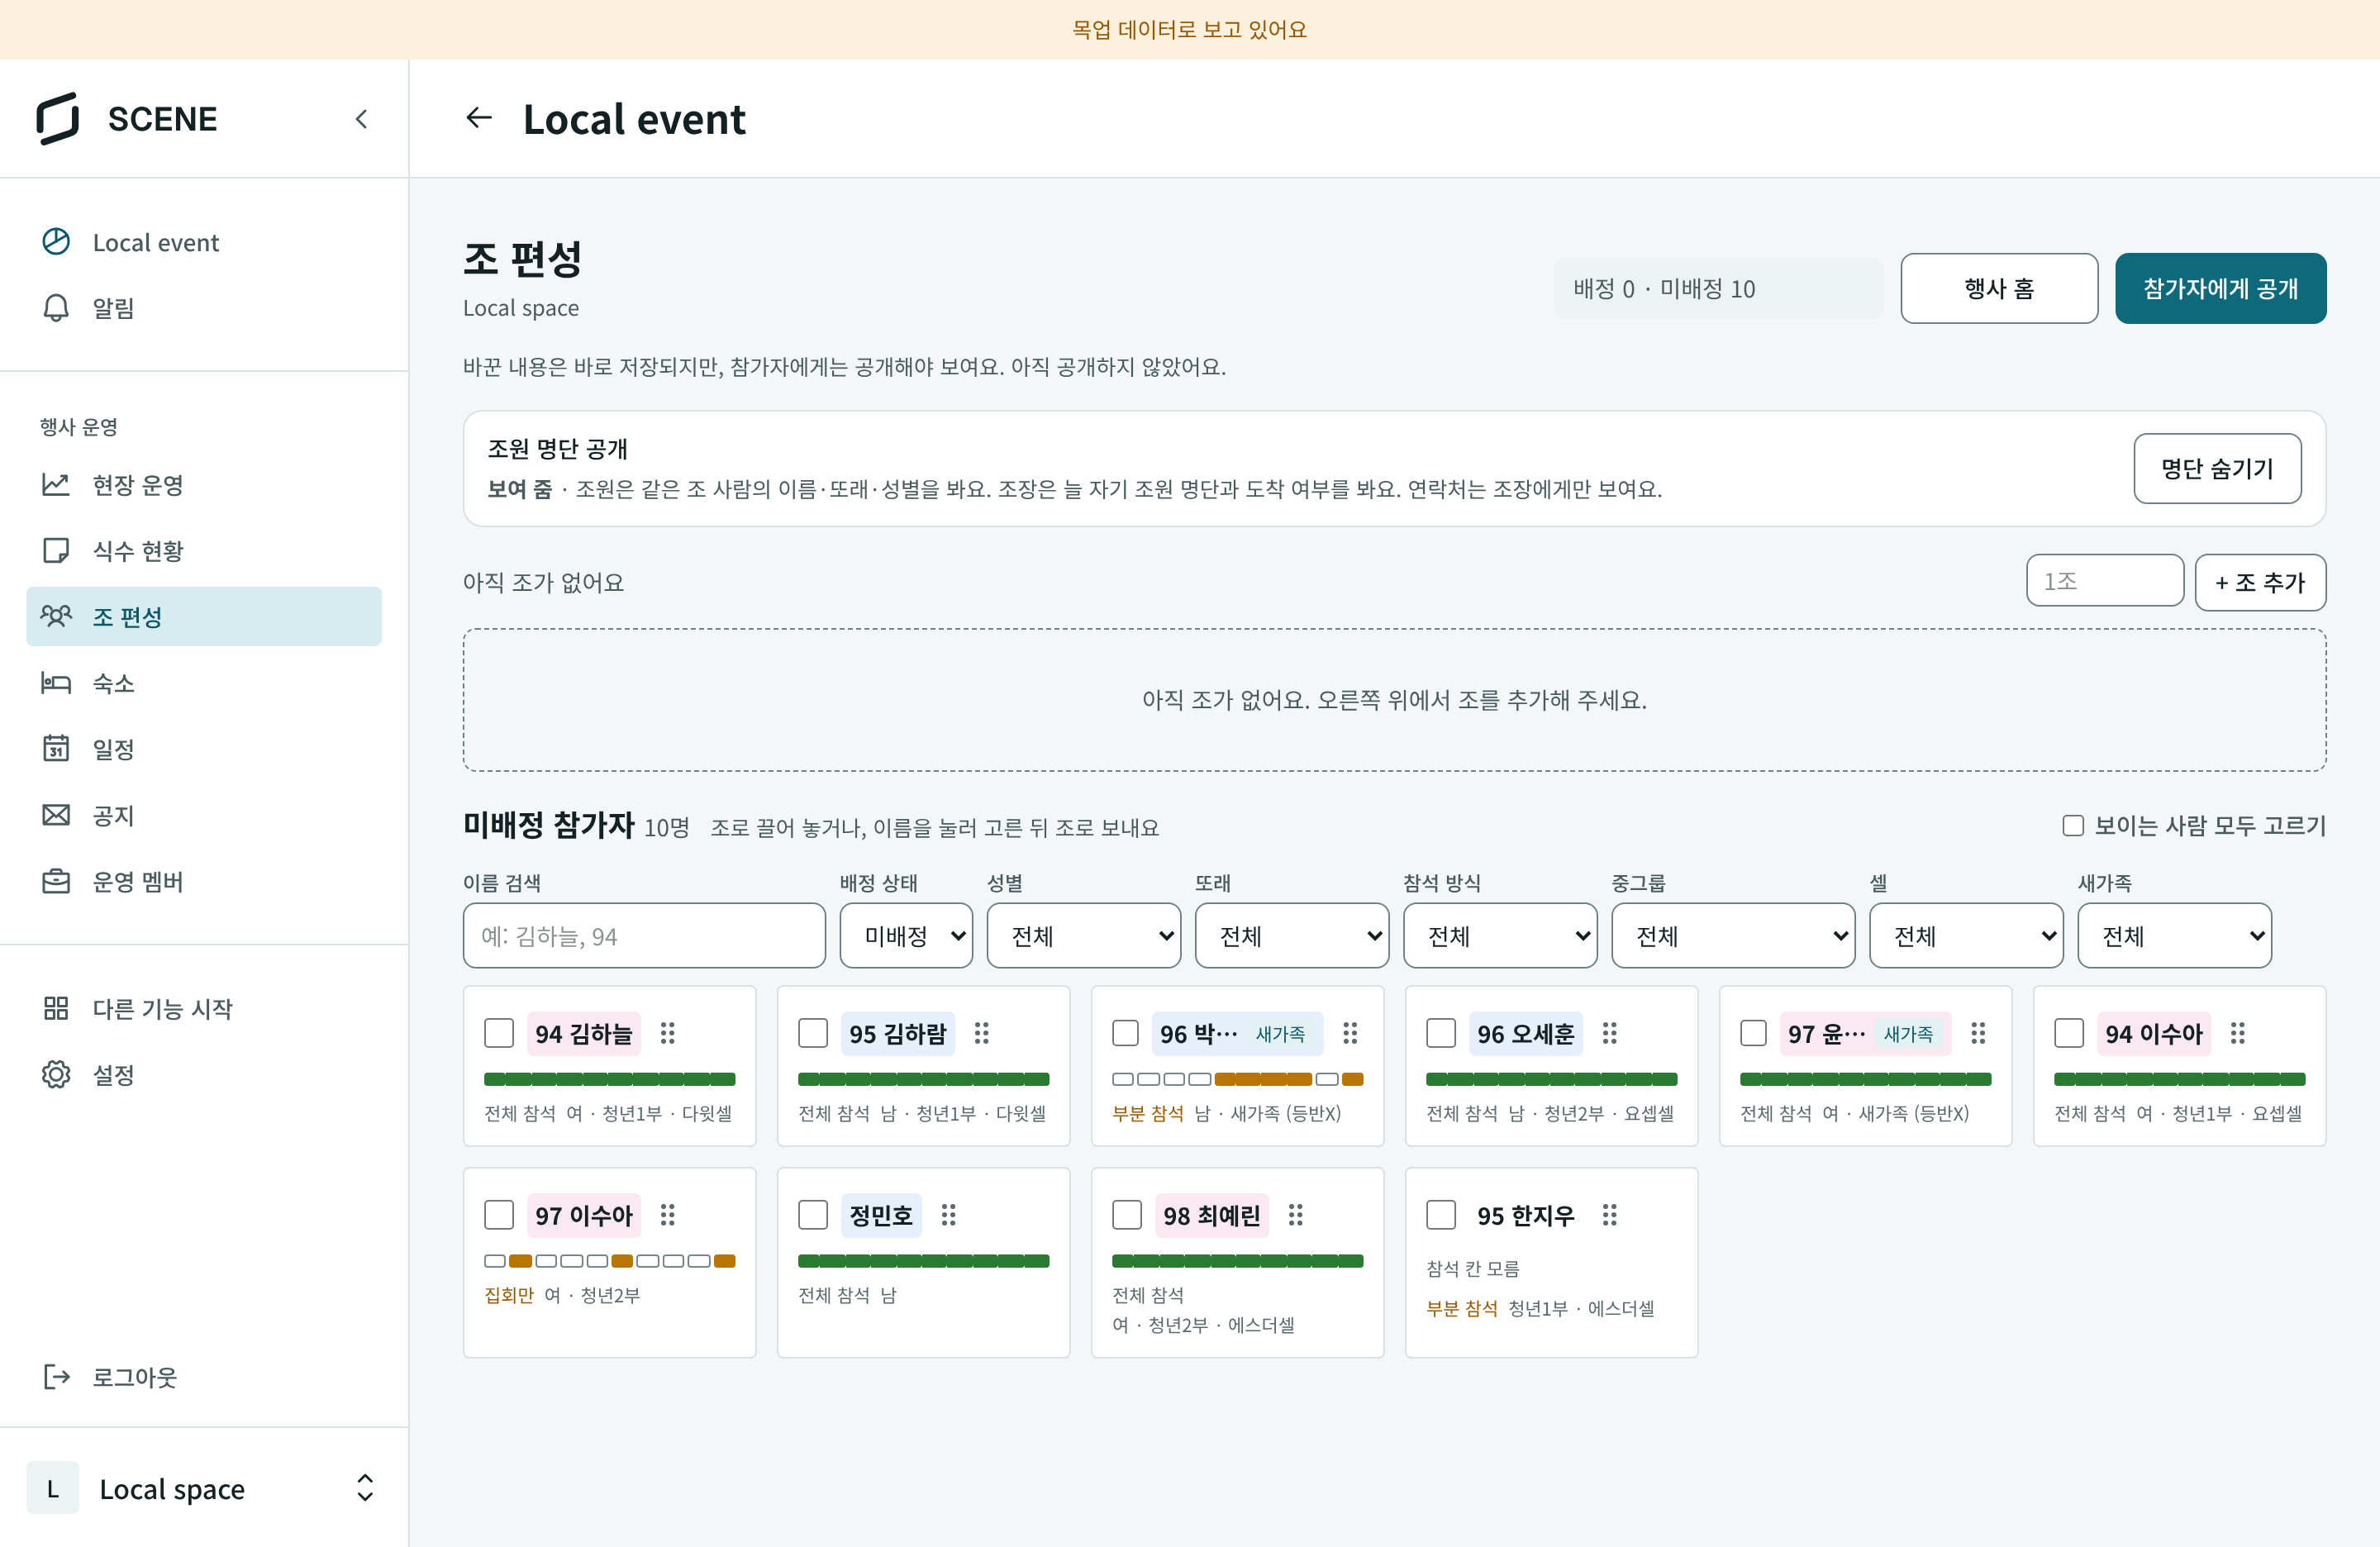 목업 데이터로 보고 있어요
SCENE
Local event
Local event
알림
행사 운영
현장 운영
식수 현황
조 편성
숙소
31
일정
공지
운영 멤버
다른 기능 시작
설정
로그아웃
L
Local space
조 편성
Local space
배정 0 · 미배정 10
행사 홈
참가자에게 공개
바꾼 내용은 바로 저장되지만, 참가자에게는 공개해야 보여요. 아직 공개하지 않았어요.
조원 명단 공개
보여 줌 · 조원은 같은 조 사람의 이름·또래·성별을 봐요. 조장은 늘 자기 조원 명단과 도착 여부를 봐요. 연락처는 조장에게만 보여요.
명단 숨기기
아직 조가 없어요
1조
+ 조 추가
아직 조가 없어요. 오른쪽 위에서 조를 추가해 주세요.
미배정 참가자 10명 조로 끌어 놓거나, 이름을 눌러 고른 뒤 조로 보내요
보이는 사람 모두 고르기
이름 검색
배정 상태
성별
또래
참석 방식
중그룹
셀
새가족
예: 김하늘, 94
미배정
전체
전체
전체
전체
전체
전체
94 김하늘
전체 참석 여 · 청년1부 · 다윗셀
95 김하람
전체 참석 남 · 청년1부 · 다윗셀
96 박… 새가족
부분 참석 남 · 새가족 (등반X)
96 오세훈
전체 참석 남 · 청년2부 · 요셉셀
97 윤… 새가족
전체 참석 여 · 새가족 (등반X)
94 이수아
전체 참석 여 · 청년1부 · 요셉셀
97 이수아
집회만 여 · 청년2부
정민호
전체 참석 남
98 최예린
전체 참석
여 · 청년2부 · 에스더셀
95 한지우
참석 칸 모름
부분 참석 청년1부 · 에스더셀